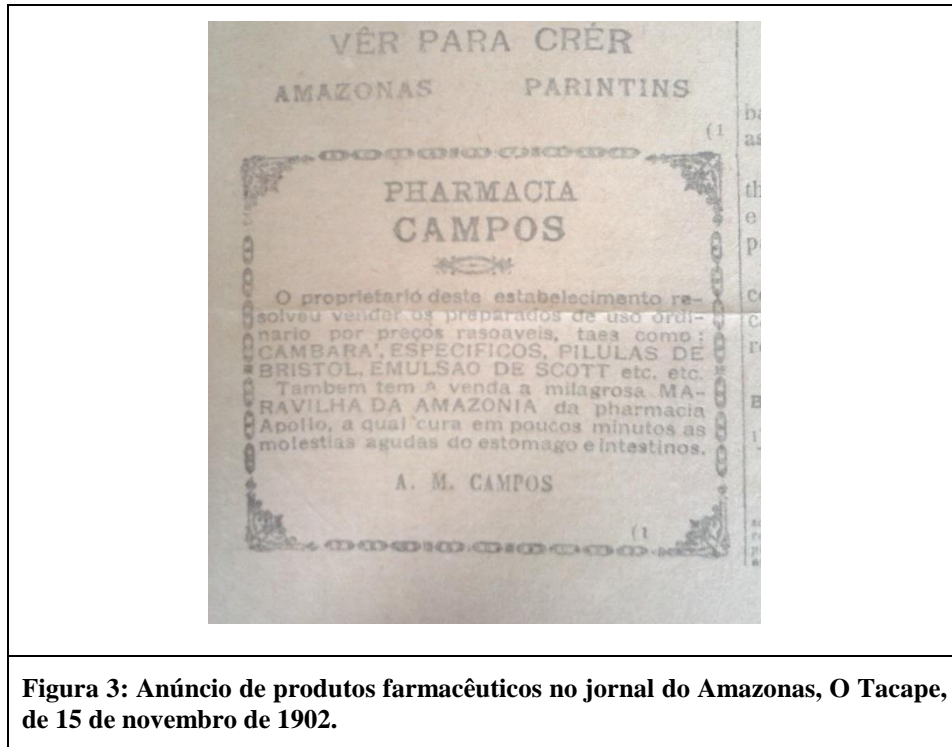 VÊR PARA CRÊR
AMAZONAS PARINTINS
(1
PHARMACIA
CAMPOS
O proprietario deste estabelecimento re-
solveu vender os preparados de uso ordi-
nario por preços rasoaveis, taes como :
CAMBARA', ESPECIFICOS, PILULAS DE
BRISTOL, EMULSAO DE SCOTT etc. etc.
Tambem tem a venda a milagrosa MA-
RAVILHA DA AMAZONIA da pharmacia
Apollo, a qual cura em poucos minutos as
molestias agudas do estomago e intestinos.
A. M. CAMPOS
(1
Figura 3: Anúncio de produtos farmacêuticos no jornal do Amazonas, O Tacape,
de 15 de novembro de 1902.